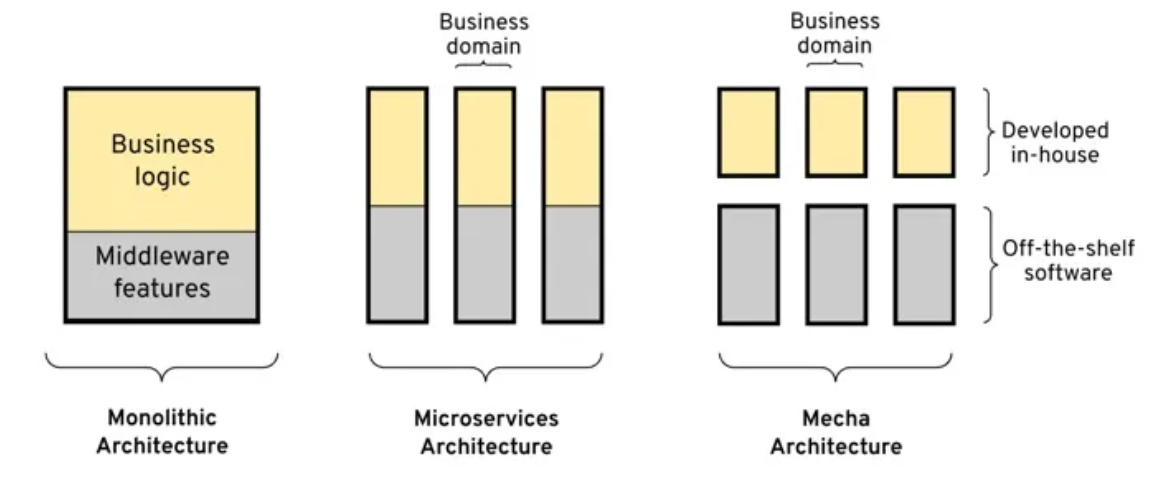 Business
domain
Business
domain
Business
logic
Middleware
features
Developed
in-house
Off-the-shelf
software
Monolithic
Architecture
Microservices
Architecture
Mecha
Architecture